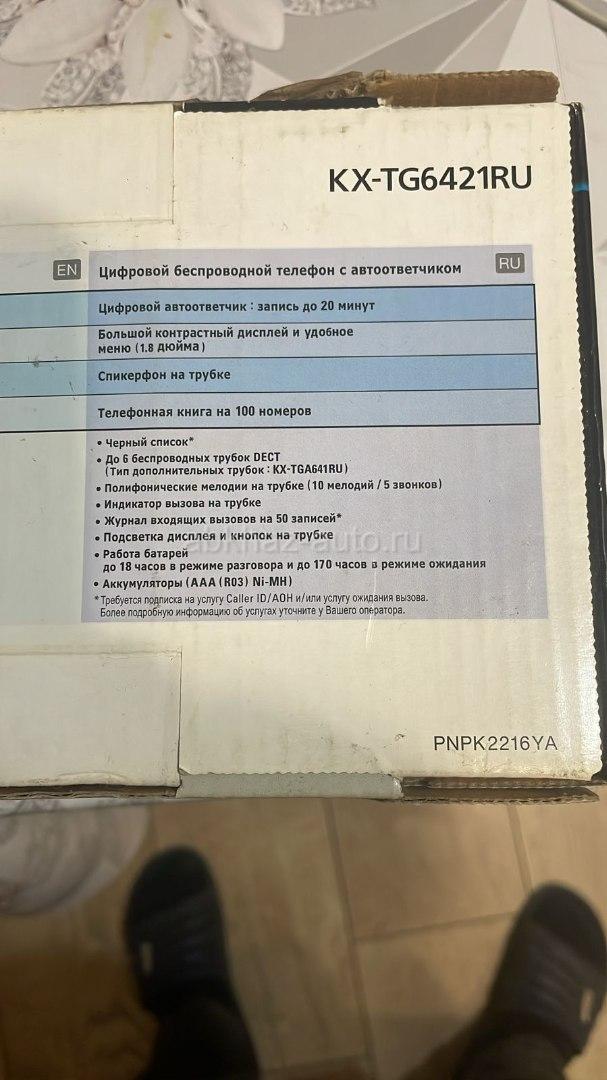 KX-TG6421RU
EN
Цифровой беспроводной телефон с автоответчиком
RU
Цифровой автоответчик : запись до 20 минут
Большой контрастный дисплей и удобное
меню (1.8 дюйма)
Спикерфон на трубке
Телефонная книга на 100 номеров
• Черный список*
• До 6 беспроводных трубок DECT
(Тип дополнительных трубок : KX-TGA641RU)
• Полифонические мелодии на трубке (10 мелодий / 5 звонков)
• Индикатор вызова на трубке
• Журнал входящих вызовов на 50 записей*
• Подсветка дисплея и кнопок на трубке
abkhaz-auto.ru
• Работа батарей
до 18 часов в режиме разговора и до 170 часов в режиме ожидания
• Аккумуляторы (AAA (R03) Ni-MH)
* Требуется подписка на услугу Caller ID/АОН и/или услугу ожидания вызова.
Более подробную информацию об услугах уточните у Вашего оператора.
PNPK2216YA